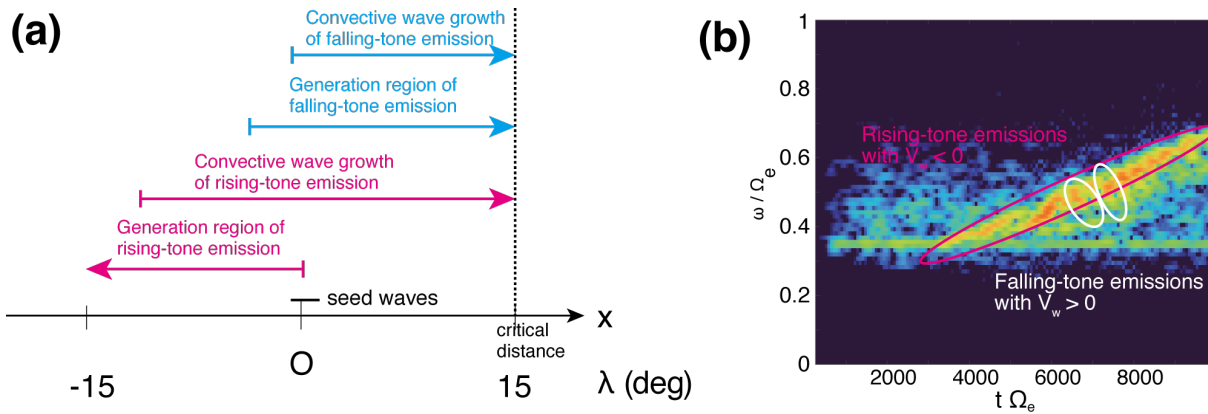 (a)
Convective wave growth
of falling-tone emission
Generation region of
falling-tone emission
Convective wave growth
of rising-tone emission
Generation region of
rising-tone emission
seed waves
x
critical
distance
O
-15
15
λ (deg)
(b)
1
0.8
0.6
0.4
0.2
0
ω / Ωe
Rising-tone emissions
with V < 0
Falling-tone emissions
with Vw > 0
2000
4000
6000
8000
t Ωe